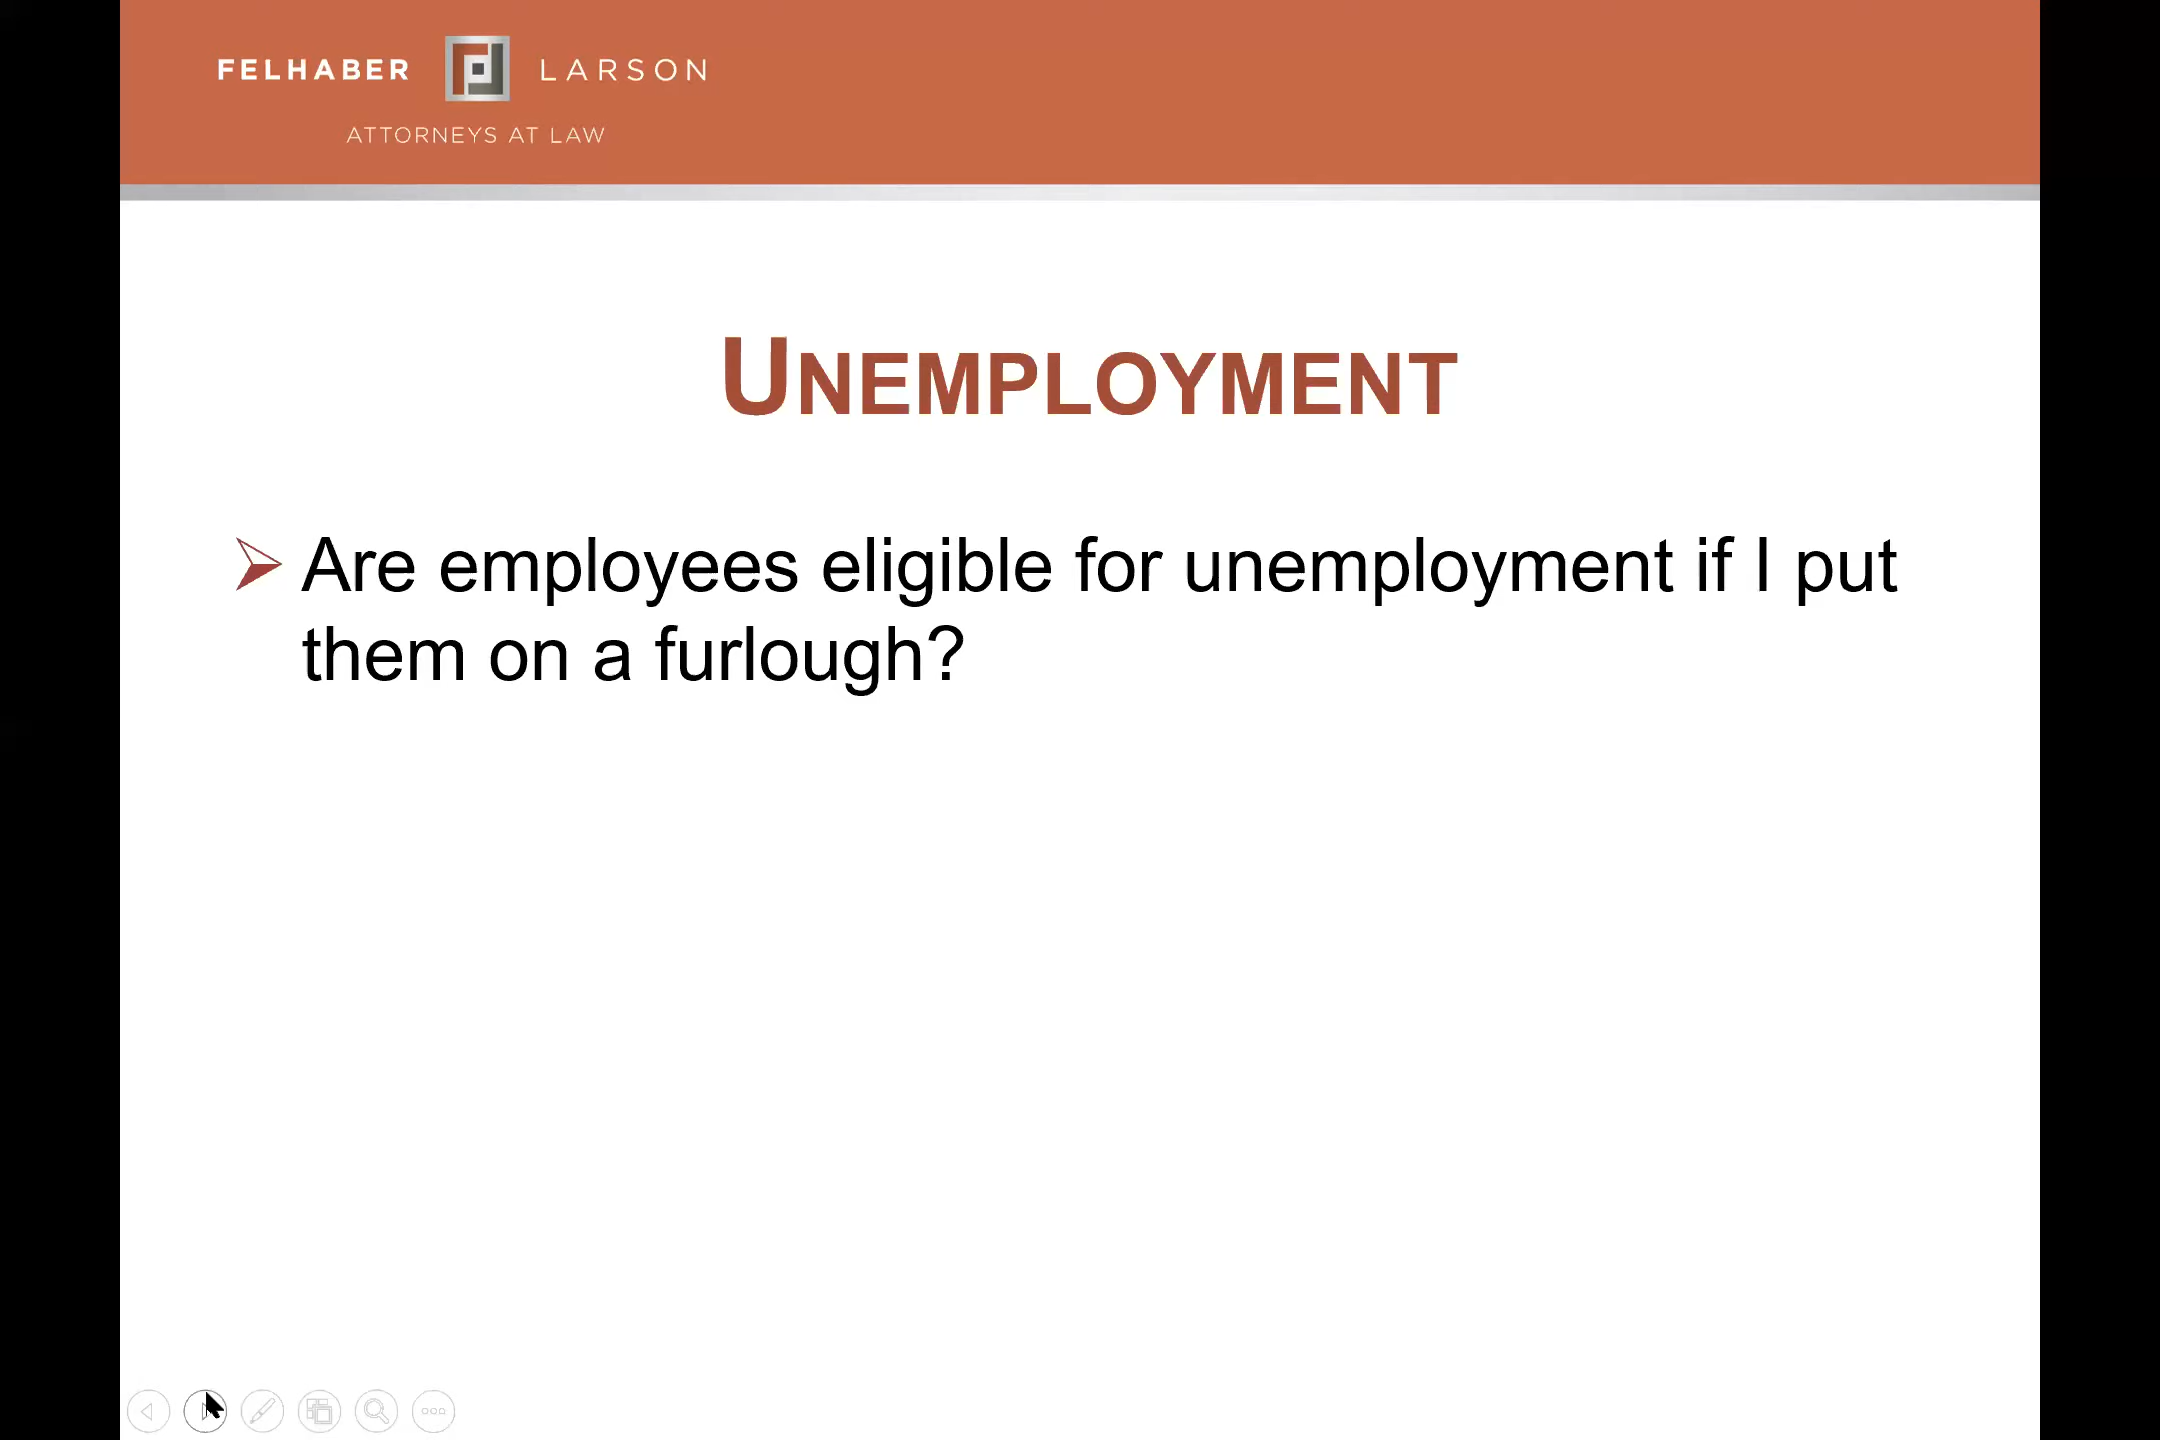 FELHABER LARSON
ATTORNEYS AT LAW
UNEMPLOYMENT
Are employees eligible for unemployment if I put
them on a furlough?